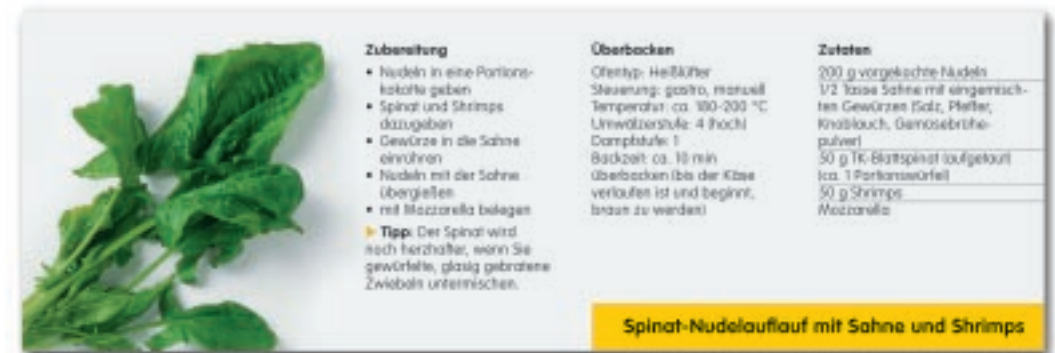 Zubereitung
• Nudeln in eine Portions-
kokotte geben
• Spinat und Shrimps
dazugeben
• Gewürze in die Sahne
einrühren
• Nudeln mit der Sahne
übergießen
• mit Mozzarella belegen
► Tipp: Der Spinat wird
noch herzhafter, wenn Sie
gewürfelte, glasig gebratene
Zwiebeln untermischen.
Überbacken
Ofentyp: Heißlüfter
Steuerung: gastro, manuell
Temperatur: ca. 180-200 °C
Umwälzerstufe: 4 (hoch)
Dampfstufe: 1
Backzeit: ca. 10 min
überbacken (bis der Käse
verlaufen ist und beginnt,
braun zu werden)
Zutaten
200 g vorgekochte Nudeln
1/2 Tasse Sahne mit eingemisch-
ten Gewürzen (Salz, Pfeffer,
Knoblauch, Gemüsebrühe-
pulver)
50 g TK-Blattspinat (aufgetaut)
(ca. 1 Portionswürfel)
50 g Shrimps
Mozzarella
Spinat-Nudelauflauf mit Sahne und Shrimps